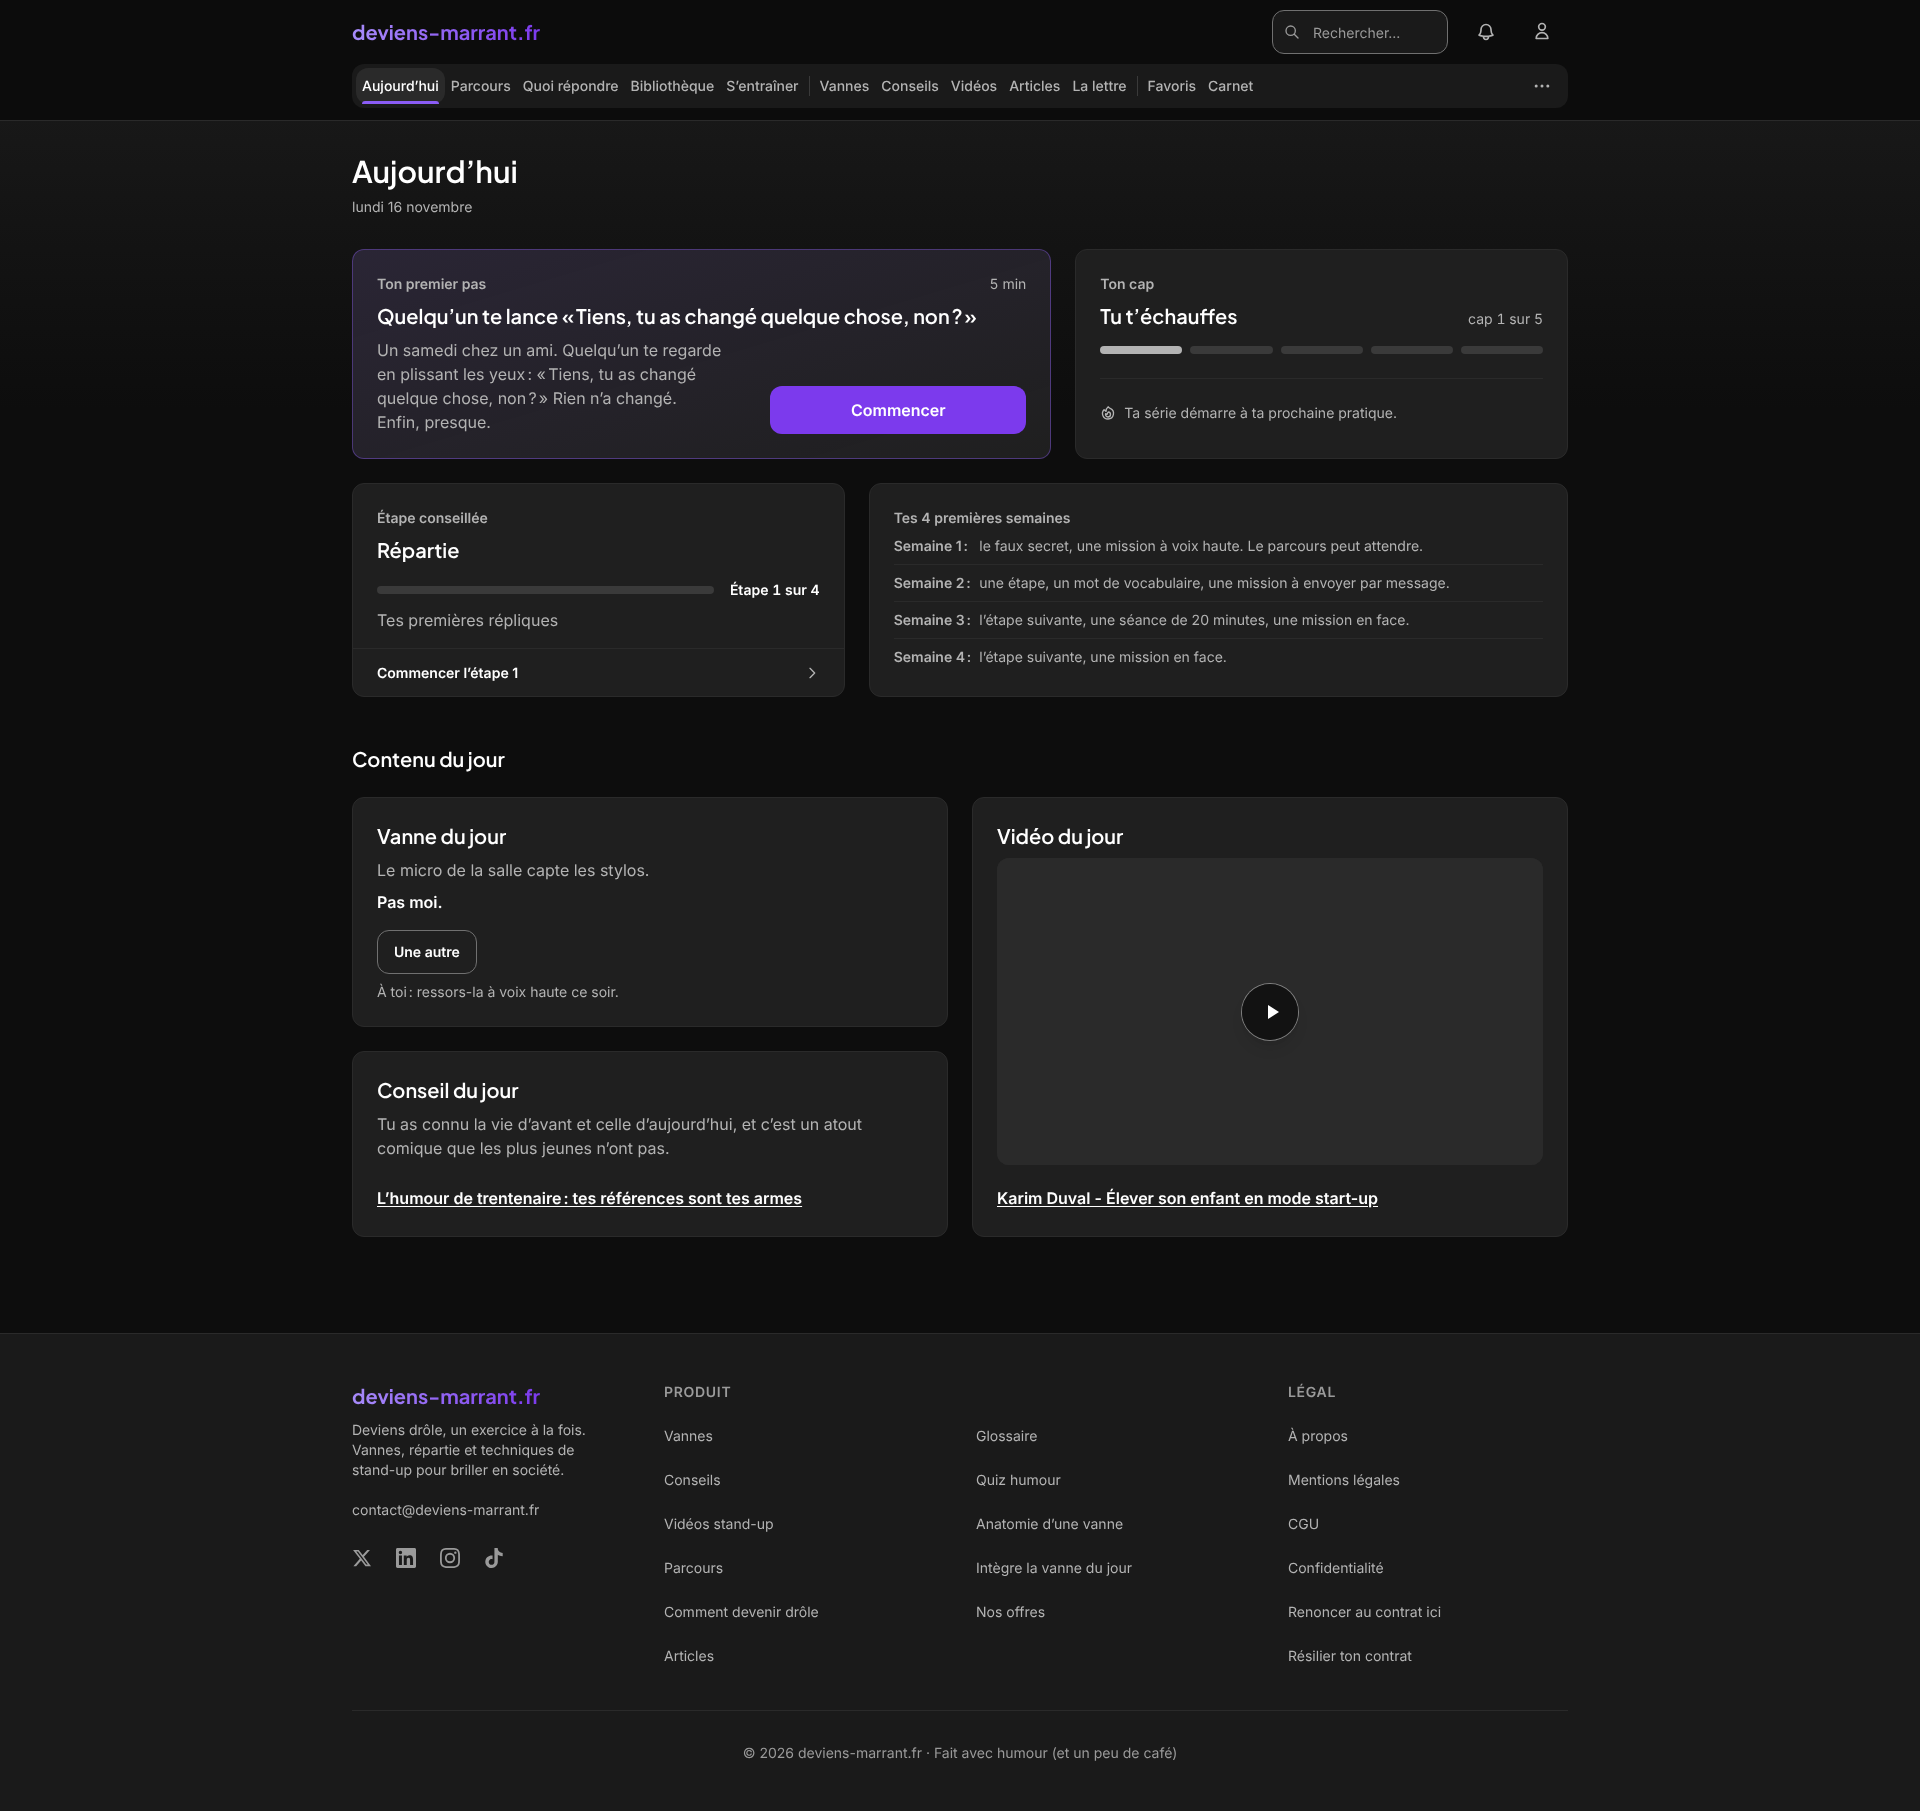 deviens-marrant.fr
Rechercher...
Aujourd’hui Parcours Quoi répondre Bibliothèque S’entraîner Vannes Conseils Vidéos Articles La lettre Favoris Carnet
Aujourd’hui
lundi 16 novembre
Ton premier pas
5 min
Quelqu’un te lance « Tiens, tu as changé quelque chose, non ? »
Un samedi chez un ami. Quelqu’un te regarde
en plissant les yeux : « Tiens, tu as changé
quelque chose, non ? » Rien n’a changé.
Enfin, presque.
Commencer
Ton cap
Tu t’échauffes
cap 1 sur 5
Ta série démarre à ta prochaine pratique.
Étape conseillée
Répartie
Étape 1 sur 4
Tes premières répliques
Commencer l’étape 1
Tes 4 premières semaines
Semaine 1 : le faux secret, une mission à voix haute. Le parcours peut attendre.
Semaine 2 : une étape, un mot de vocabulaire, une mission à envoyer par message.
Semaine 3 : l’étape suivante, une séance de 20 minutes, une mission en face.
Semaine 4 : l’étape suivante, une mission en face.
Contenu du jour
Vanne du jour
Le micro de la salle capte les stylos.
Pas moi.
Une autre
À toi : ressors-la à voix haute ce soir.
Conseil du jour
Tu as connu la vie d’avant et celle d’aujourd’hui, et c’est un atout
comique que les plus jeunes n’ont pas.
L’humour de trentenaire : tes références sont tes armes
Vidéo du jour
Karim Duval - Élever son enfant en mode start-up
deviens-marrant.fr
Deviens drôle, un exercice à la fois.
Vannes, répartie et techniques de
stand-up pour briller en société.
contact@deviens-marrant.fr
PRODUIT
Vannes
Conseils
Vidéos stand-up
Parcours
Comment devenir drôle
Articles
Glossaire
Quiz humour
Anatomie d’une vanne
Intègre la vanne du jour
Nos offres
LÉGAL
À propos
Mentions légales
CGU
Confidentialité
Renoncer au contrat ici
Résilier ton contrat
© 2026 deviens-marrant.fr · Fait avec humour (et un peu de café)